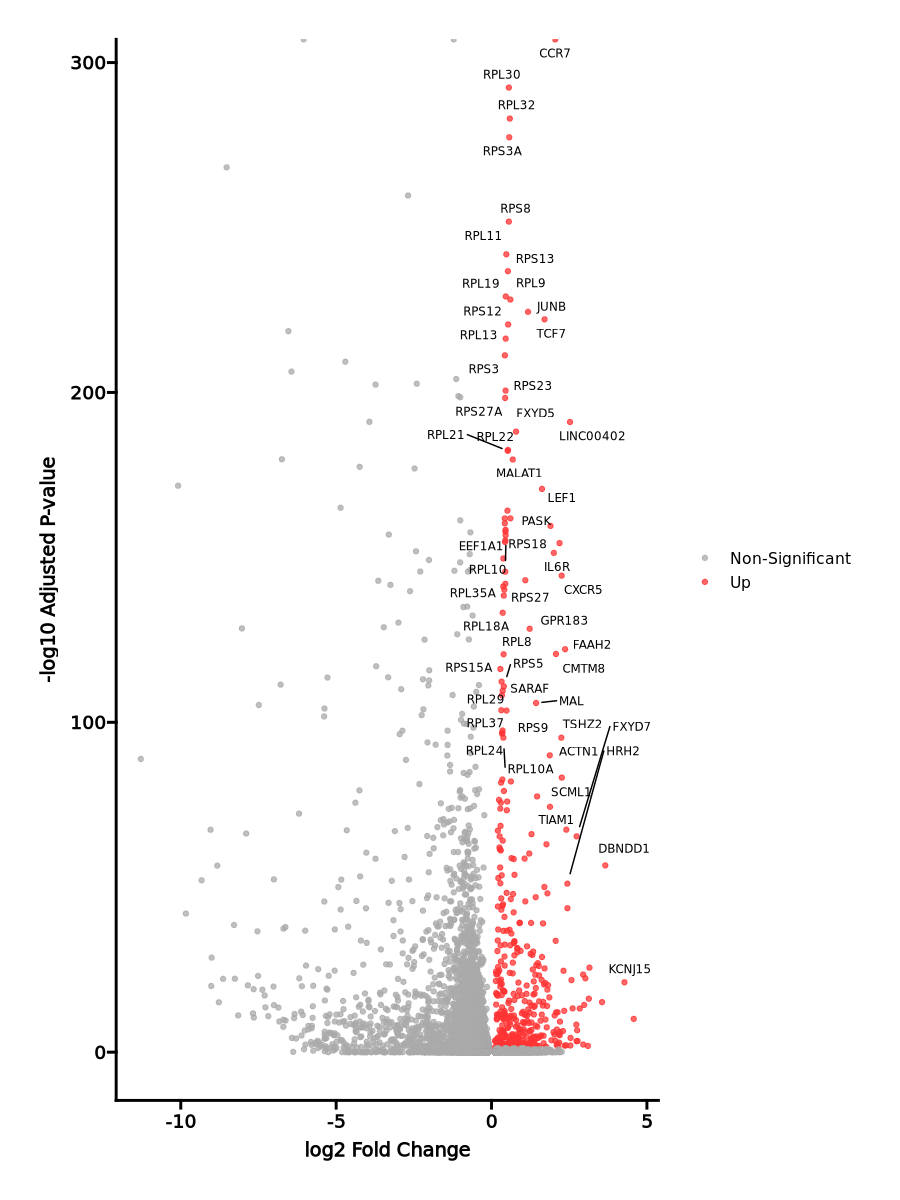 300
CCR7
RPL30
RPL32
RPS3A
RPS8
RPL11
RPS13
RPL19 RPL9
RPS12 JUNB
RPL13 TCF7
RPS3
200
RPS23
RPS27A FXYD5
RPL21 RPL22 LINC00402
MALAT1
LEF1
PASK
EEF1A1 RPS18
RPL10 IL6R
RPL35A RPS27 CXCR5
RPL18A GPR183
RPL8 FAAH2
RPS15A RPS5 CMTM8
SARAF
RPL29 MAL
100
RPL37 RPS9 TSHZ2 FXYD7
RPL24 ACTN1 HRH2
RPL10A
SCML1
TIAM1
DBNDD1
KCNJ15
0
-10 -5 0 5
log2 Fold Change
-log10 Adjusted P-value
Non-Significant
Up